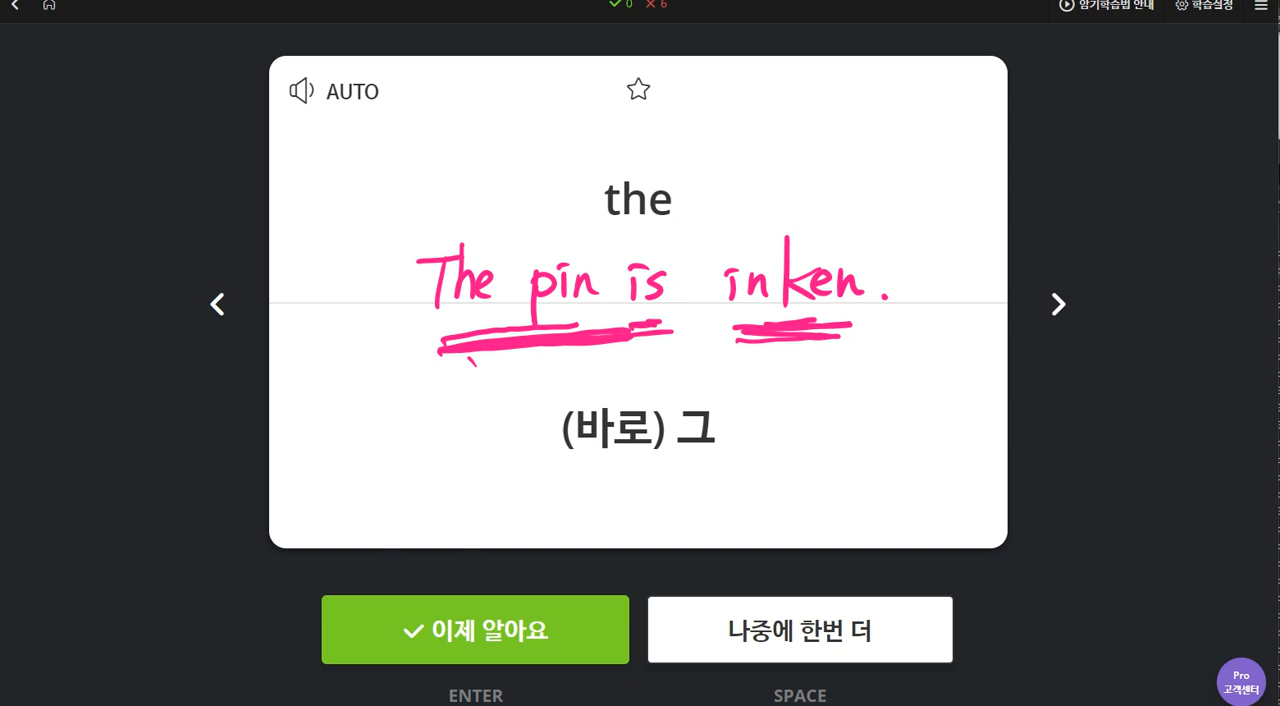 0 6 암기학습법 안내 학습설정
AUTO
the
The pin is in ken.
(바로) 그
이제 알아요 나중에 한번 더
ENTER SPACE
Pro
고객센터